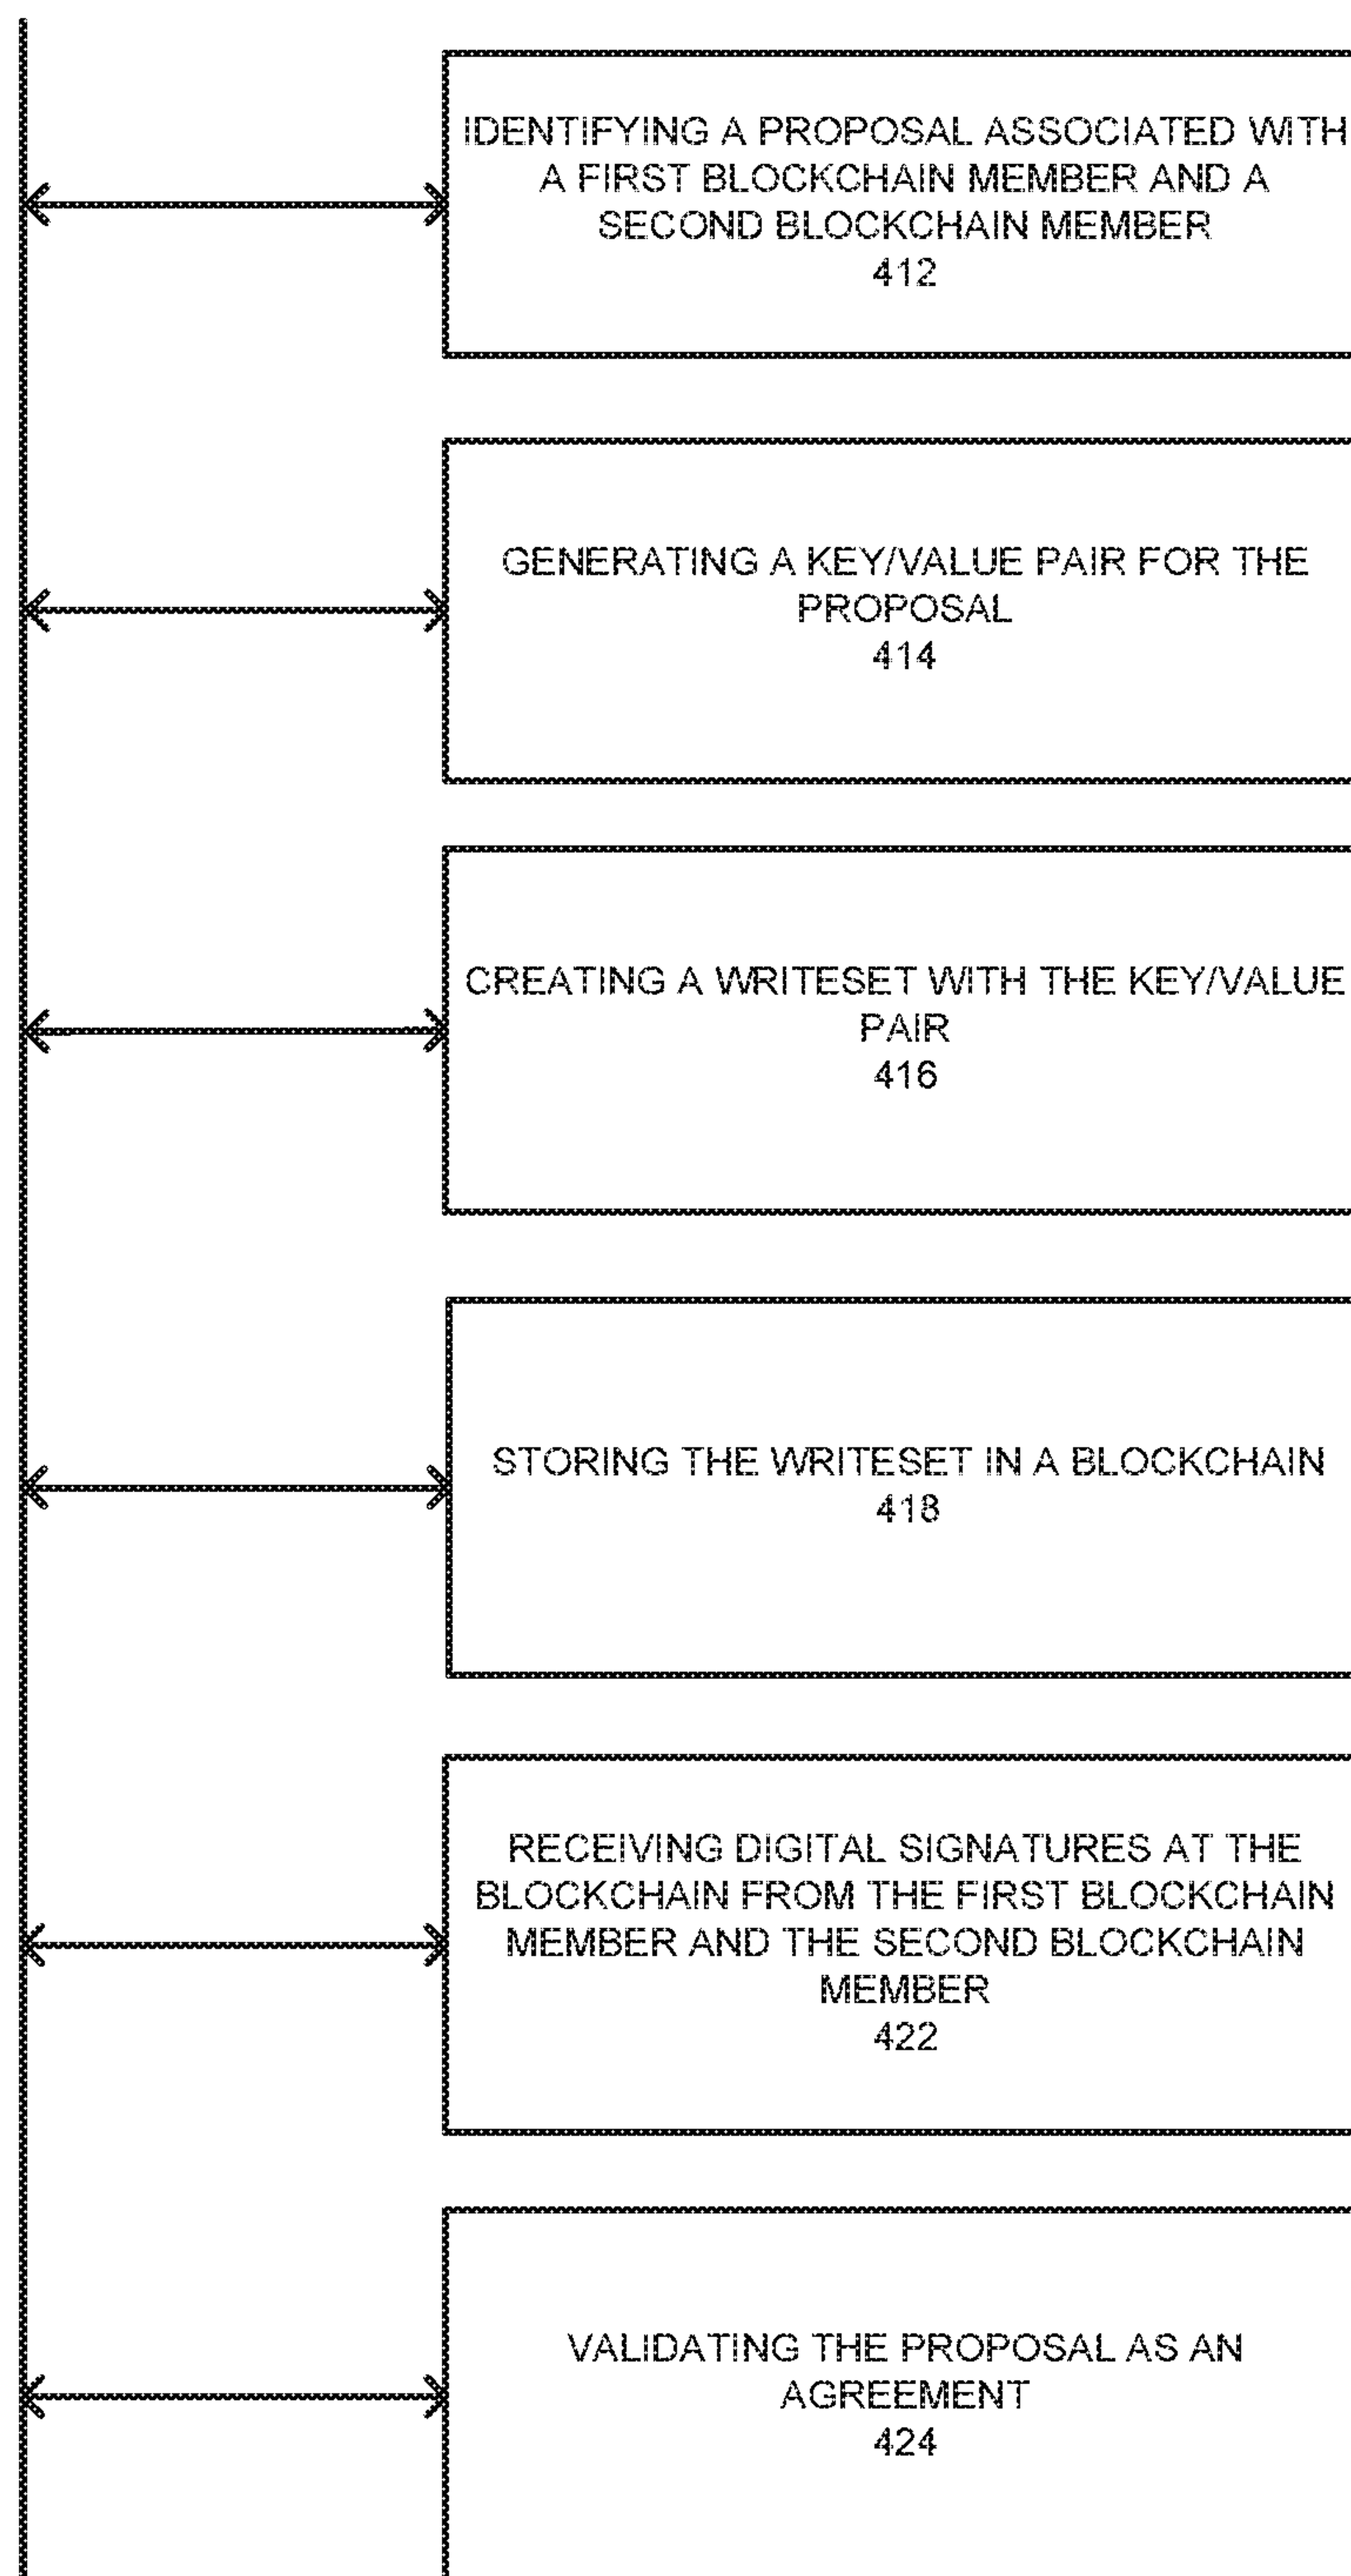 IDENTIFYING A PROPOSAL ASSOCIATED WITH
A FIRST BLOCKCHAIN MEMBER AND A
SECOND BLOCKCHAIN MEMBER
412
GENERATING A KEY/VALUE PAIR FOR THE
PROPOSAL
414
CREATING A WRITESET WITH THE KEY/VALUE
PAIR
416
STORING THE WRITESET IN A BLOCKCHAIN
418
RECEIVING DIGITAL SIGNATURES AT THE
BLOCKCHAIN FROM THE FIRST BLOCKCHAIN
MEMBER AND THE SECOND BLOCKCHAIN
MEMBER
422
VALIDATING THE PROPOSAL AS AN
AGREEMENT
424